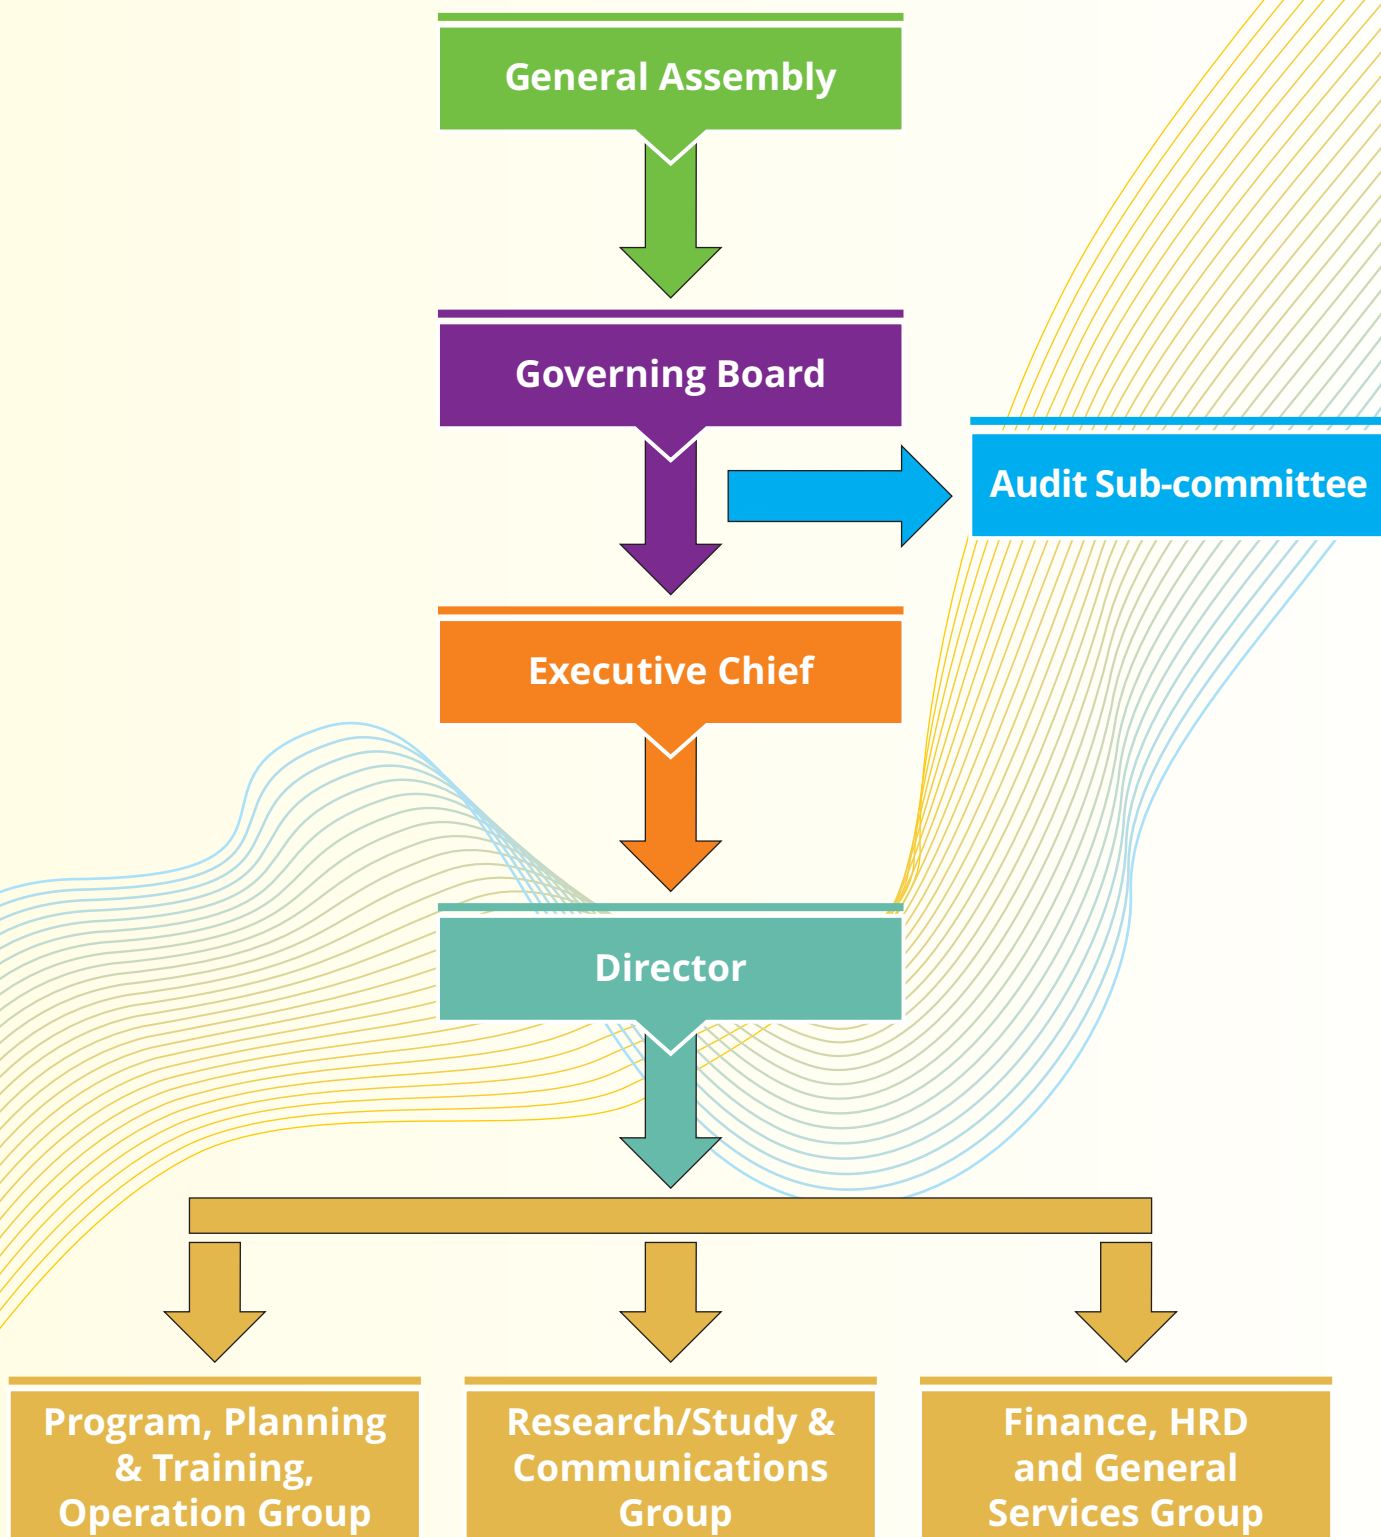 General Assembly
Governing Board
Audit Sub-committee
Executive Chief
Director
Program, Planning
& Training,
Operation Group
Research/Study &
Communications
Group
Finance, HRD
and General
Services Group